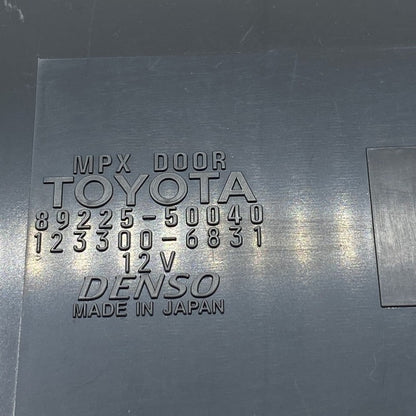 MPX DOOR
TOYOTA
89225-50040
123300-6831
12V
DENSO
MADE IN JAPAN